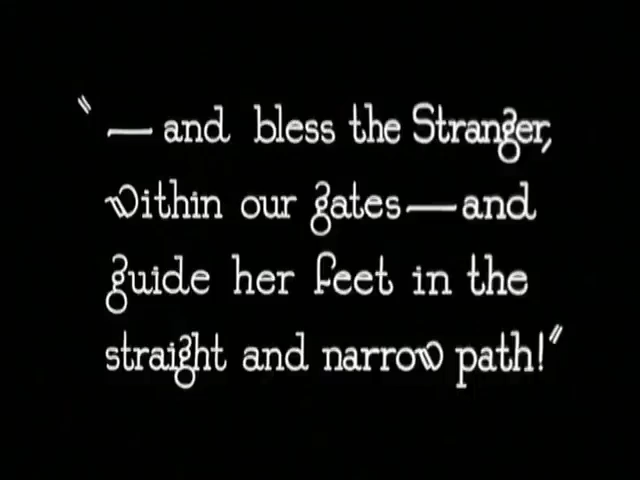 "— and bless the Stranger,
within our gates — and
guide her feet in the
straight and narrow path!"